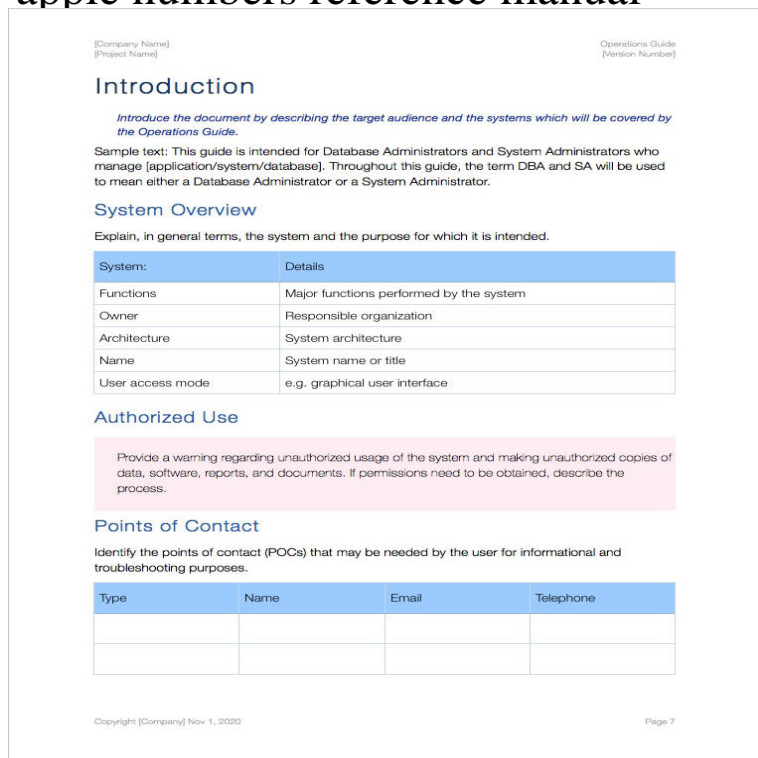 apple numbers reference manual
[Company Name] Operations Guide
[Project Name] [Version Number]
Introduction
Introduce the document by describing the target audience and the systems which will be covered by
the Operations Guide.
Sample text: This guide is intended for Database Administrators and System Administrators who
manage [application/system/database]. Throughout this guide, the term DBA and SA will be used
to mean either a Database Administrator or a System Administrator.
System Overview
Explain, in general terms, the system and the purpose for which it is intended.
System: Details
Functions Major functions performed by the system
Owner Responsible organization
Architecture System architecture
Name System name or title
User access mode e.g. graphical user interface
Authorized Use
Provide a warning regarding unauthorized usage of the system and making unauthorized copies of
data, software, reports, and documents. If permissions need to be obtained, describe the
process.
Points of Contact
Identify the points of contact (POCs) that may be needed by the user for informational and
troubleshooting purposes.
Type Name Email Telephone
Copyright [Company] Nov 1, 2020 Page 7